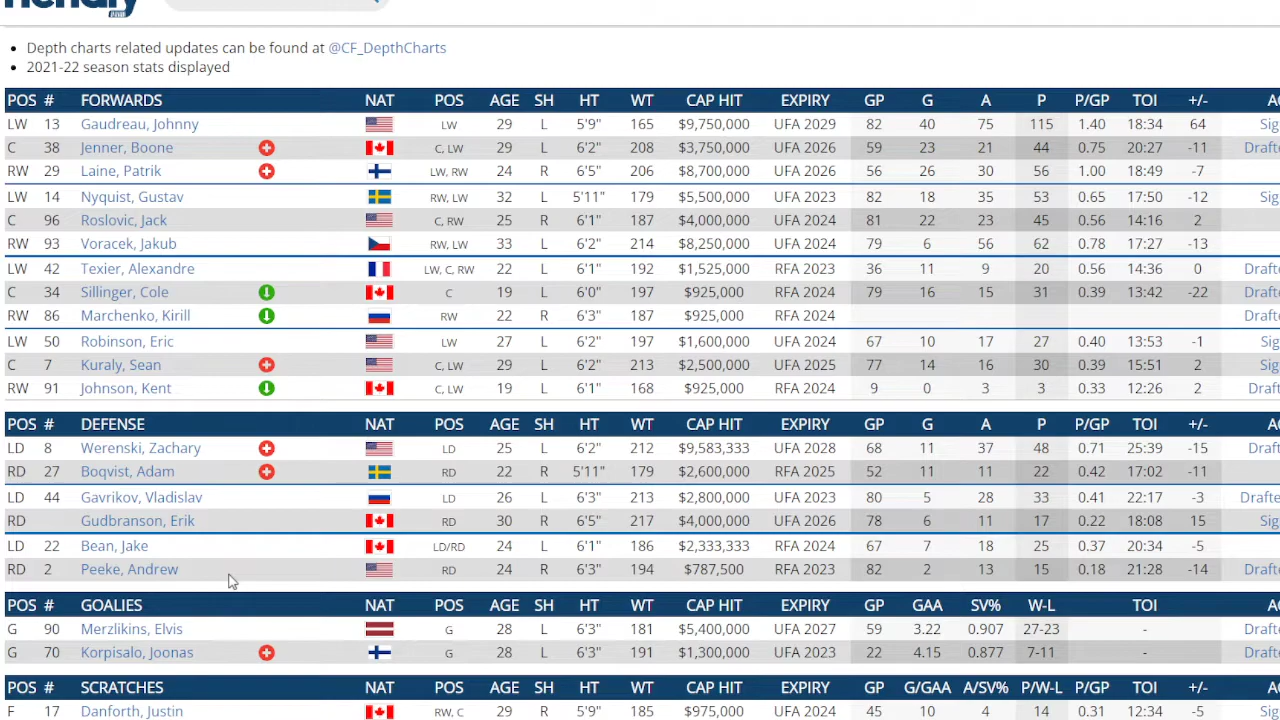 Depth charts related updates can be found at @CF_DepthCharts
2021-22 season stats displayed
POS # FORWARDS NAT POS AGE SH HT WT CAP HIT EXPIRY GP G A P P/GP TOI +/-
LW 13 Gaudreau, Johnny LW 29 L 5'9" 165 $9,750,000 UFA 2029 82 40 75 115 1.40 18:34 64
C 38 Jenner, Boone C, LW 29 L 6'2" 208 $3,750,000 UFA 2026 59 23 21 44 0.75 20:27 -11
RW 29 Laine, Patrik LW, RW 24 R 6'5" 206 $8,700,000 UFA 2026 56 26 30 56 1.00 18:49 -7
LW 14 Nyquist, Gustav RW, LW 32 L 5'11" 179 $5,500,000 UFA 2023 82 18 35 53 0.65 17:50 -12
C 96 Roslovic, Jack C, RW 25 R 6'1" 187 $4,000,000 UFA 2024 81 22 23 45 0.56 14:16 2
RW 93 Voracek, Jakub RW, LW 33 L 6'2" 214 $8,250,000 UFA 2024 79 6 56 62 0.78 17:27 -13
LW 42 Texier, Alexandre LW, C, RW 22 L 6'1" 192 $1,525,000 RFA 2023 36 11 9 20 0.56 14:36 0
C 34 Sillinger, Cole C 19 L 6'0" 197 $925,000 RFA 2024 79 16 15 31 0.39 13:42 -22
RW 86 Marchenko, Kirill RW 22 R 6'3" 187 $925,000 RFA 2024
LW 50 Robinson, Eric LW 27 L 6'2" 197 $1,600,000 UFA 2024 67 10 17 27 0.40 13:53 -1
C 7 Kuraly, Sean C, LW 29 L 6'2" 213 $2,500,000 UFA 2025 77 14 16 30 0.39 15:51 2
RW 91 Johnson, Kent C, LW 19 L 6'1" 168 $925,000 RFA 2024 9 0 3 3 0.33 12:26 2
POS # DEFENSE NAT POS AGE SH HT WT CAP HIT EXPIRY GP G A P P/GP TOI +/-
LD 8 Werenski, Zachary LD 25 L 6'2" 212 $9,583,333 UFA 2028 68 11 37 48 0.71 25:39 -15
RD 27 Boqvist, Adam RD 22 R 5'11" 179 $2,600,000 RFA 2025 52 11 11 22 0.42 17:02 -11
LD 44 Gavrikov, Vladislav LD 26 L 6'3" 213 $2,800,000 UFA 2023 80 5 28 33 0.41 22:17 -3
RD Gudbranson, Erik RD 30 R 6'5" 217 $4,000,000 UFA 2026 78 6 11 17 0.22 18:08 15
LD 22 Bean, Jake LD/RD 24 L 6'1" 186 $2,333,333 RFA 2024 67 7 18 25 0.37 20:34 -5
RD 2 Peeke, Andrew RD 24 R 6'3" 194 $787,500 RFA 2023 82 2 13 15 0.18 21:28 -14
POS # GOALIES NAT POS AGE SH HT WT CAP HIT EXPIRY GP GAA SV% W-L TOI
G 90 Merzlikins, Elvis G 28 L 6'3" 181 $5,400,000 UFA 2027 59 3.22 0.907 27-23 -
G 70 Korpisalo, Joonas G 28 L 6'3" 191 $1,300,000 UFA 2023 22 4.15 0.877 7-11 -
POS # SCRATCHES NAT POS AGE SH HT WT CAP HIT EXPIRY GP G/GAA A/SV% P/W-L P/GP TOI +/-
F 17 Danforth, Justin RW, C 29 R 5'9" 185 $975,000 UFA 2024 45 10 4 14 0.31 12:34 -5